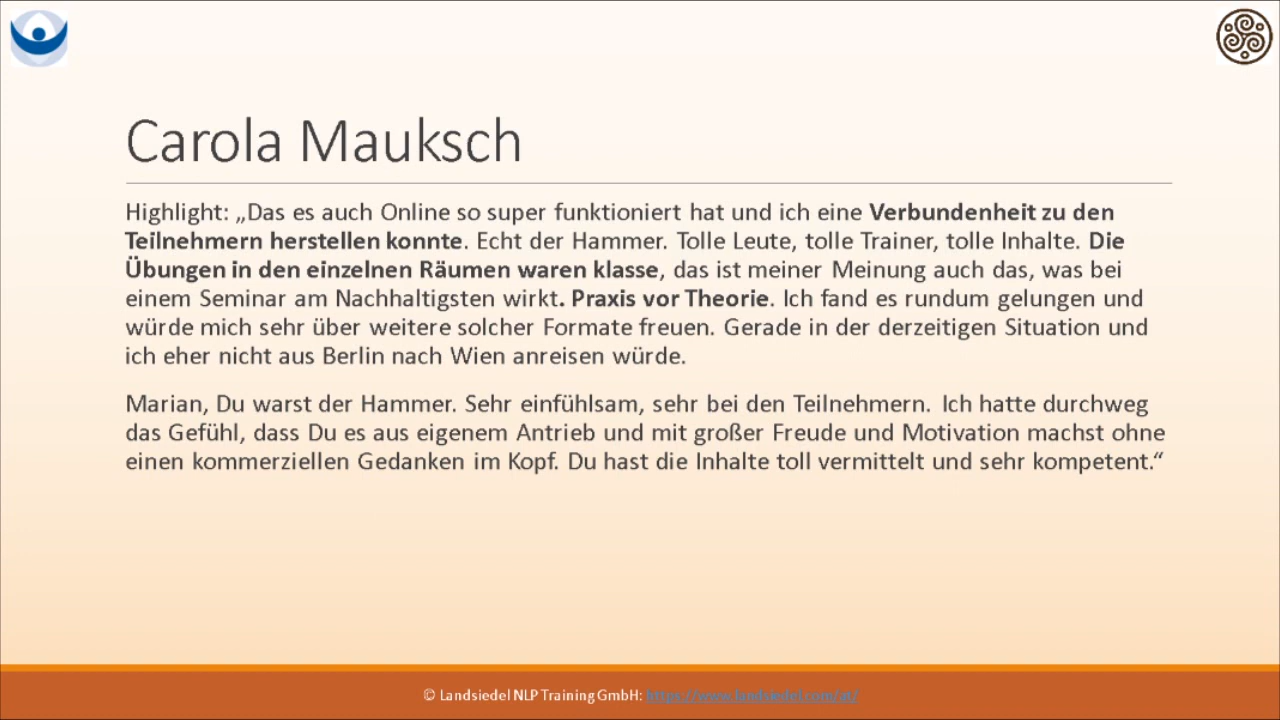 Carola Mauksch
Highlight: „Das es auch Online so super funktioniert hat und ich eine Verbundenheit zu den
Teilnehmern herstellen konnte. Echt der Hammer. Tolle Leute, tolle Trainer, tolle Inhalte. Die
Übungen in den einzelnen Räumen waren klasse, das ist meiner Meinung auch das, was bei
einem Seminar am Nachhaltigsten wirkt. Praxis vor Theorie. Ich fand es rundum gelungen und
würde mich sehr über weitere solcher Formate freuen. Gerade in der derzeitigen Situation und
ich eher nicht aus Berlin nach Wien anreisen würde.
Marian, Du warst der Hammer. Sehr einfühlsam, sehr bei den Teilnehmern. Ich hatte durchweg
das Gefühl, dass Du es aus eigenem Antrieb und mit großer Freude und Motivation machst ohne
einen kommerziellen Gedanken im Kopf. Du hast die Inhalte toll vermittelt und sehr kompetent.“
© Landsiedel NLP Training GmbH: https://www.landsiedel.com/at/